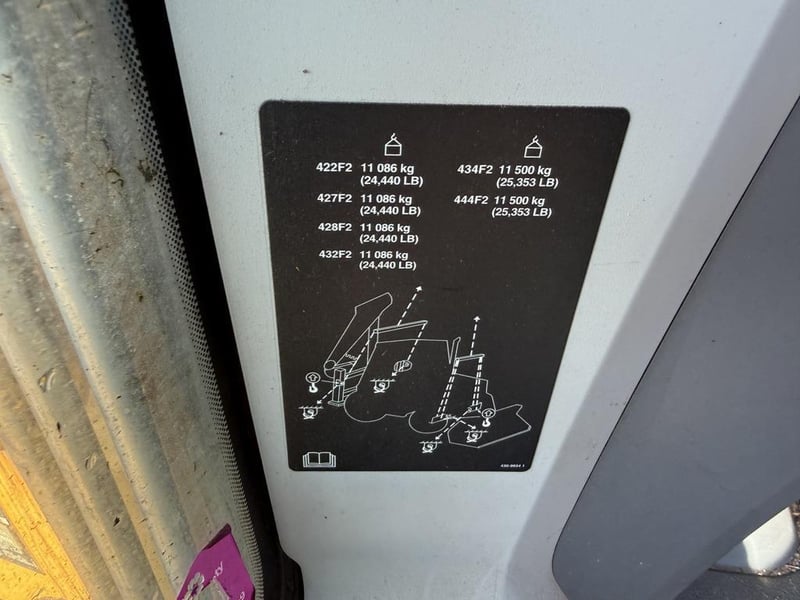 422F2 11 086 kg
(24,440 LB)
427F2 11 086 kg
(24,440 LB)
428F2 11 086 kg
(24,440 LB)
432F2 11 086 kg
(24,440 LB)
434F2 11 500 kg
(25,353 LB)
444F2 11 500 kg
(25,353 LB)